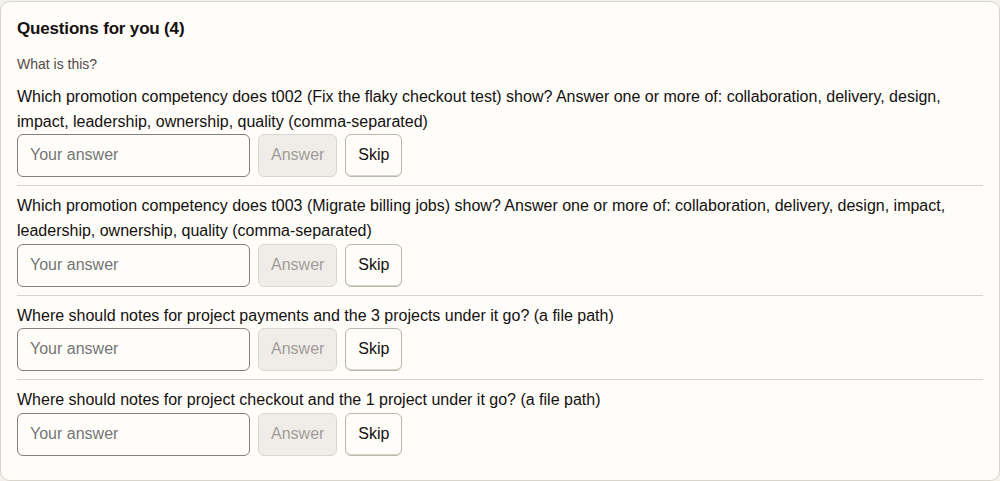 Questions for you (4)
What is this?
Which promotion competency does t002 (Fix the flaky checkout test) show? Answer one or more of: collaboration, delivery, design,
impact, leadership, ownership, quality (comma-separated)
Your answer Answer Skip
Which promotion competency does t003 (Migrate billing jobs) show? Answer one or more of: collaboration, delivery, design, impact,
leadership, ownership, quality (comma-separated)
Your answer Answer Skip
Where should notes for project payments and the 3 projects under it go? (a file path)
Your answer Answer Skip
Where should notes for project checkout and the 1 project under it go? (a file path)
Your answer Answer Skip